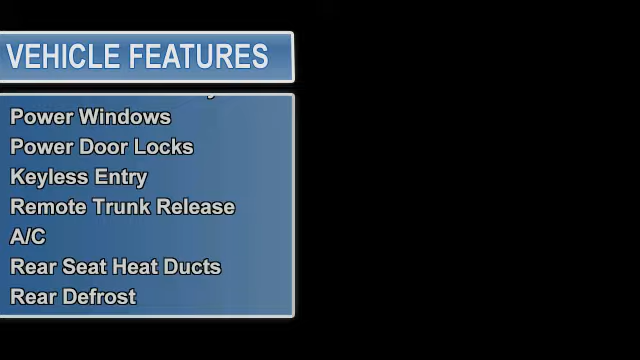 VEHICLE FEATURES
Power Windows
Power Door Locks
Keyless Entry
Remote Trunk Release
A/C
Rear Seat Heat Ducts
Rear Defrost